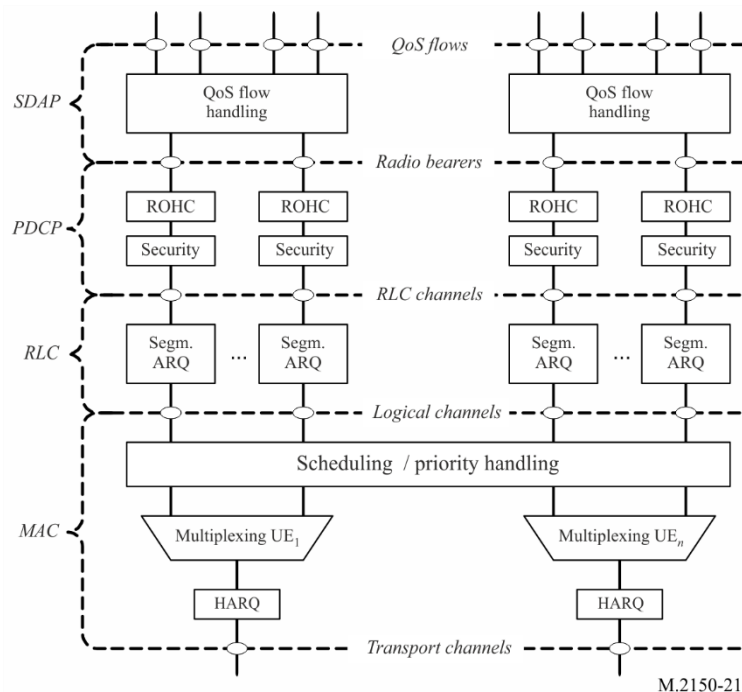 QoS flows
SDAP
QoS flow
handling
QoS flow
handling
Radio bearers
ROHC
ROHC
ROHC
ROHC
PDCP
Security
Security
Security
Security
RLC channels
RLC
Segm.
ARQ
...
Segm.
ARQ
Segm.
ARQ
...
Segm.
ARQ
Logical channels
Scheduling / priority handling
MAC
Multiplexing UE1
Multiplexing UEn
HARQ
HARQ
Transport channels
M.2150-21